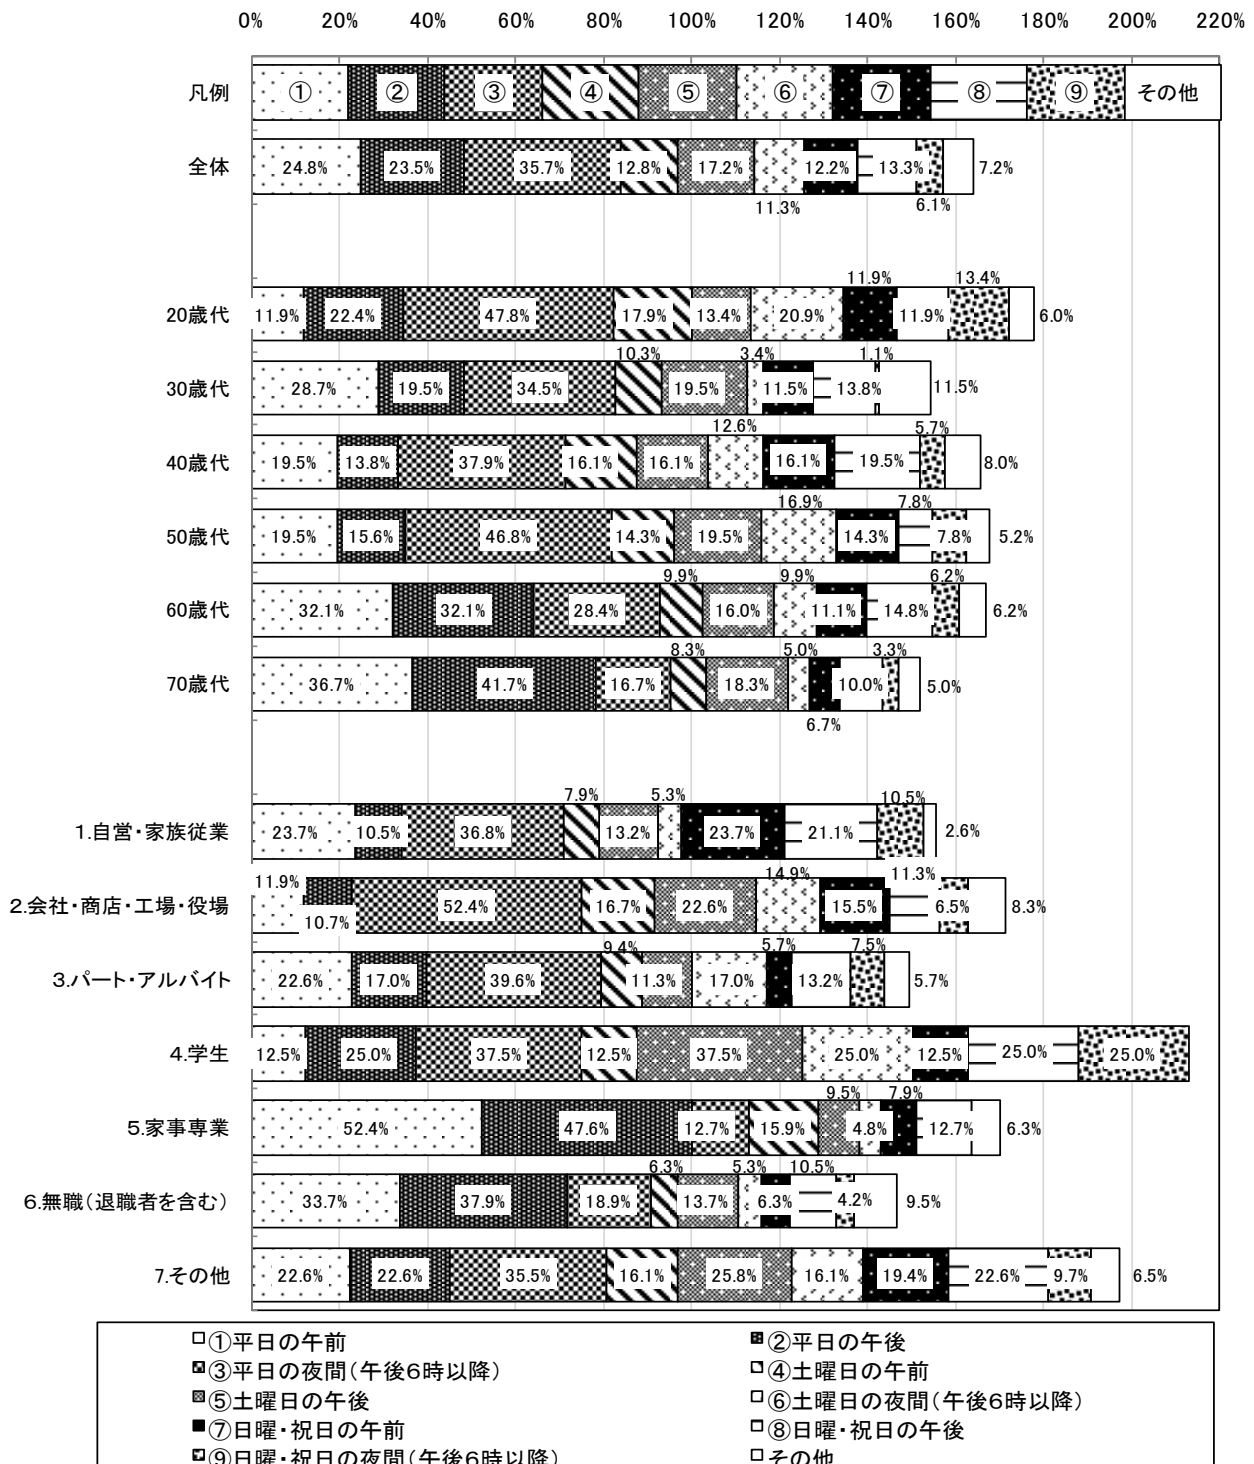 0% 20% 40% 60% 80% 100% 120% 140% 160% 180% 200% 220%
凡例 ① ② ③ ④ ⑤ ⑥ ⑦ ⑧ ⑨ その他
全体 24.8% 23.5% 35.7% 12.8% 17.2% 12.2% 13.3% 7.2%
11.3% 6.1%
11.9% 13.4%
20歳代 11.9% 22.4% 47.8% 17.9% 13.4% 20.9% 11.9% 6.0%
10.3% 3.4% 1.1%
30歳代 28.7% 19.5% 34.5% 19.5% 11.5% 13.8% 11.5%
12.6% 5.7%
40歳代 19.5% 13.8% 37.9% 16.1% 16.1% 16.1% 19.5% 8.0%
16.9% 7.8%
50歳代 19.5% 15.6% 46.8% 14.3% 19.5% 14.3% 7.8% 5.2%
9.9% 9.9% 6.2%
60歳代 32.1% 32.1% 28.4% 16.0% 11.1% 14.8% 6.2%
8.3% 5.0% 3.3%
70歳代 36.7% 41.7% 16.7% 18.3% 10.0% 5.0%
6.7%
7.9% 5.3% 10.5%
1.自営・家族従業 23.7% 10.5% 36.8% 13.2% 23.7% 21.1% 2.6%
11.9% 14.9% 11.3%
2.会社・商店・工場・役場 52.4% 16.7% 22.6% 15.5% 6.5% 8.3%
10.7%
9.4% 5.7% 7.5%
3.パート・アルバイト 22.6% 17.0% 39.6% 11.3% 17.0% 13.2% 5.7%
4.学生 12.5% 25.0% 37.5% 12.5% 37.5% 25.0% 12.5% 25.0% 25.0%
9.5% 7.9%
5.家事専業 52.4% 47.6% 12.7% 15.9% 4.8% 12.7% 6.3%
6.3% 5.3% 10.5%
6.無職（退職者を含む） 33.7% 37.9% 18.9% 13.7% 6.3% 4.2% 9.5%
7.その他 22.6% 22.6% 35.5% 16.1% 25.8% 16.1% 19.4% 22.6% 9.7% 6.5%
①平日の午前 ②平日の午後
③平日の夜間（午後6時以降） ④土曜日の午前
⑤土曜日の午後 ⑥土曜日の夜間（午後6時以降）
⑦日曜・祝日の午前 ⑧日曜・祝日の午後
⑨日曜・祝日の夜間（午後6時以降） その他